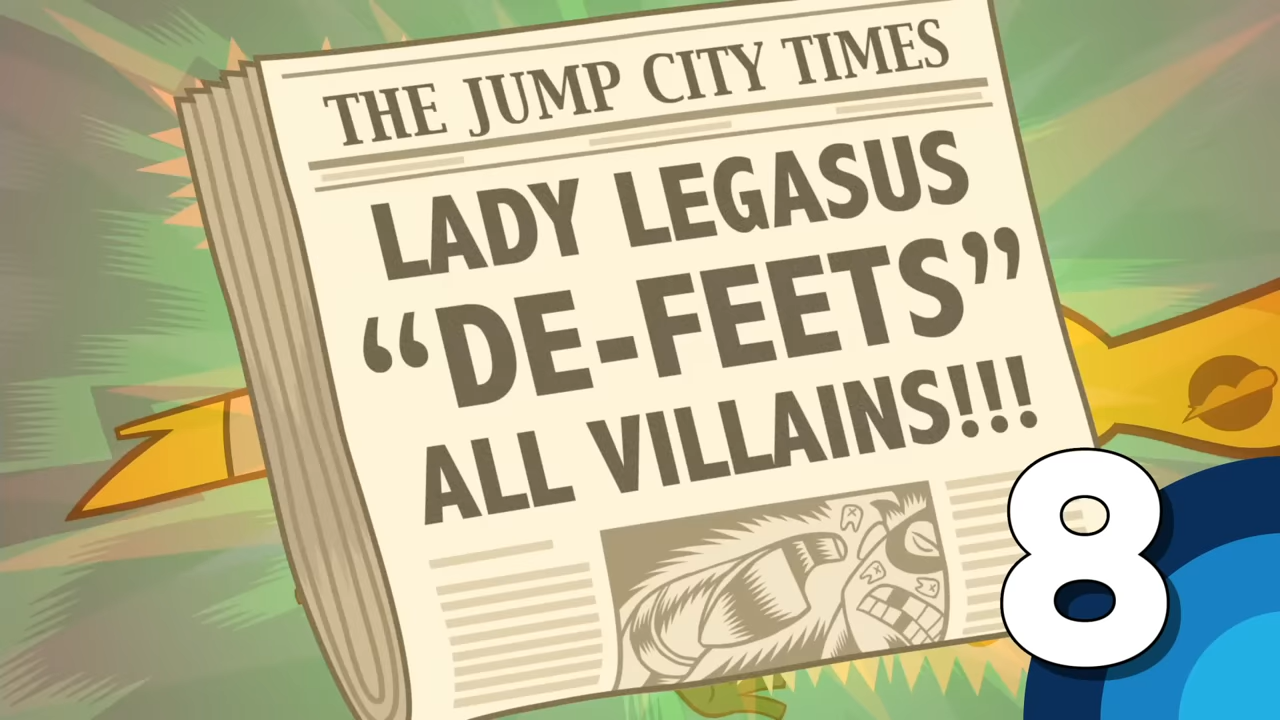 THE JUMP CITY TIMES
LADY LEGASUS
“DE-FEETS”
ALL VILLAINS!!!
8